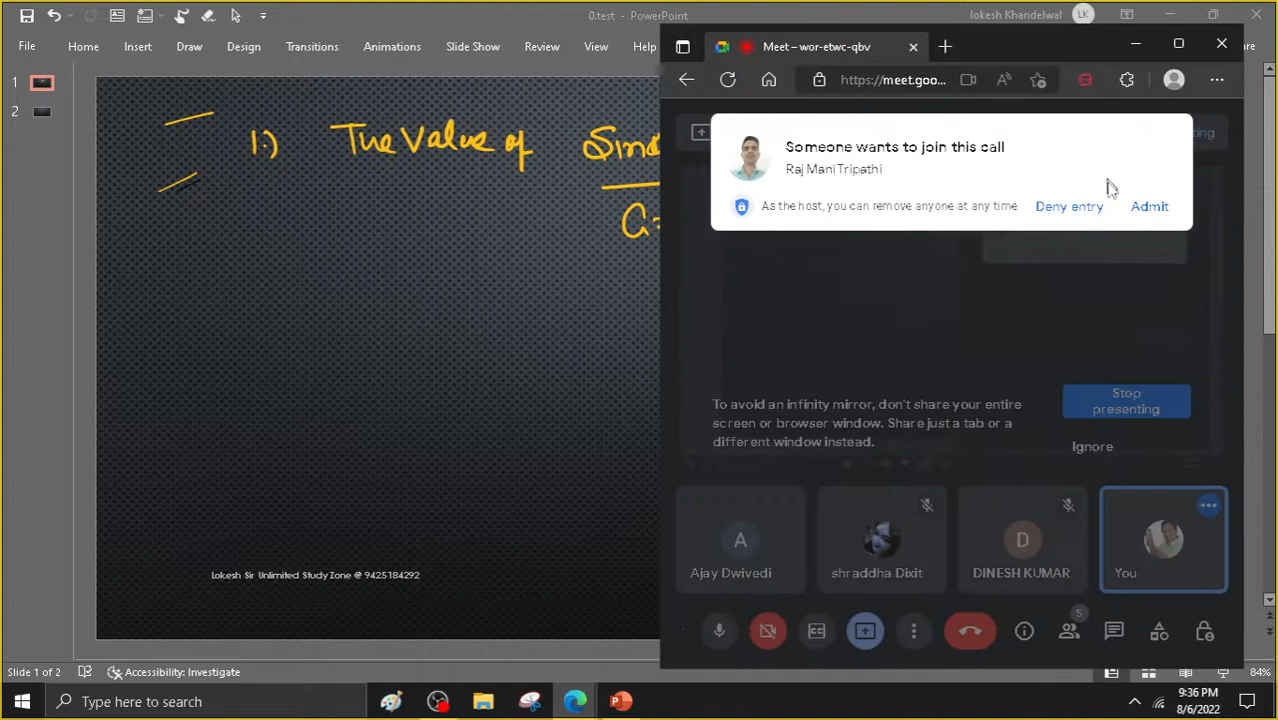 0.test - PowerPoint
lokesh Khandelwal
LK
File Home Insert Draw Design Transitions Animations Slide Show Review View Help
Meet – wor-etwc-qbv
https://meet.goo...
1
2
1.) The Value of
Someone wants to join this call
Raj Mani Tripathi
As the host, you can remove anyone at any time
Deny entry
Admit
To avoid an infinity mirror, don't share your entire
screen or browser window. Share just a tab or a
different window instead.
Stop
presenting
Ignore
A
D
Ajay Dwivedi
shraddha Dixit
DINESH KUMAR
You
Lokesh Sir Unlimited Study Zone @ 9425184292
5
Slide 1 of 2
Accessibility: Investigate
84%
Type here to search
9:36 PM
8/6/2022